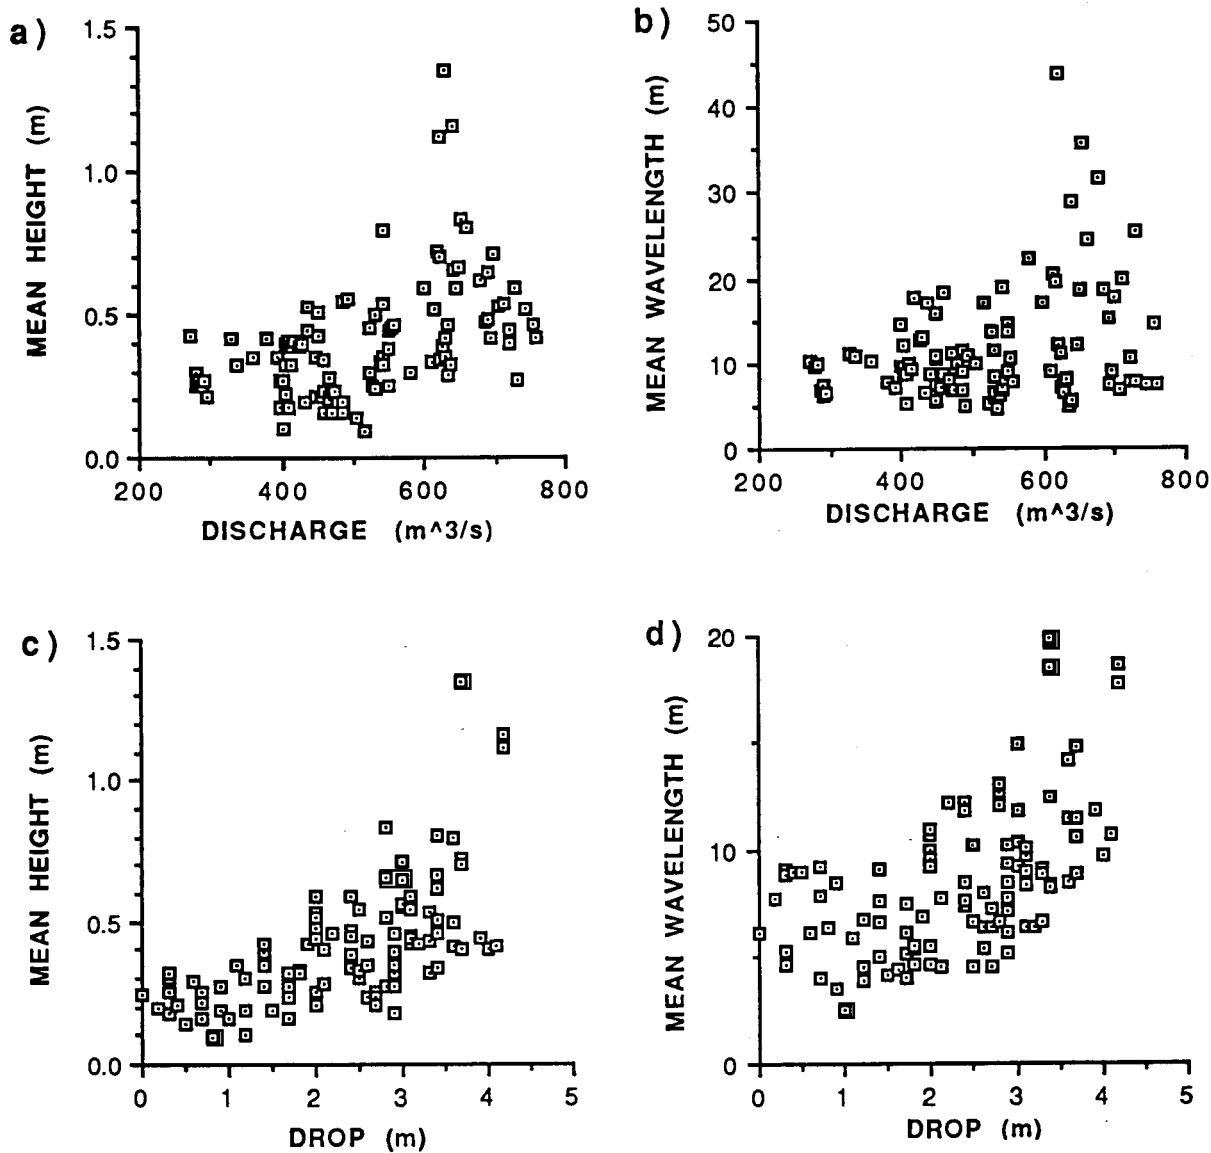 a)
MEAN HEIGHT (m)
1.5
1.0
0.5
0.0
200 400 600 800
DISCHARGE (m^3/s)
b)
MEAN WAVELENGTH (m)
50
40
30
20
10
0
200 400 600 800
DISCHARGE (m^3/s)
c)
MEAN HEIGHT (m)
1.5
1.0
0.5
0.0
0 1 2 3 4 5
DROP (m)
d)
MEAN WAVELENGTH (m)
20
10
0
0 1 2 3 4 5
DROP (m)